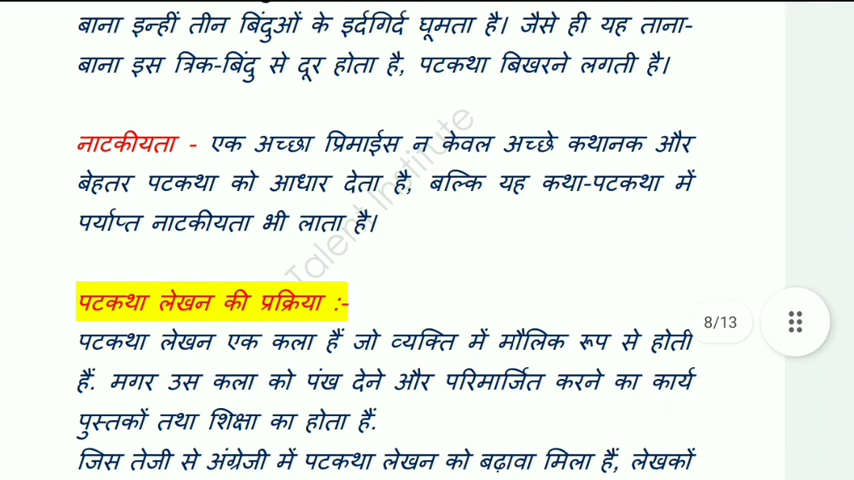 बाना इन्हीं तीन बिंदुओं के इर्दगिर्द घूमता है। जैसे ही यह ताना-
बाना इस त्रिक-बिंदु से दूर होता है, पटकथा बिखरने लगती है।
नाटकीयता - एक अच्छा प्रिमाईस न केवल अच्छे कथानक और
बेहतर पटकथा को आधार देता है, बल्कि यह कथा-पटकथा में
पर्याप्त नाटकीयता भी लाता है।
Talent Institute
पटकथा लेखन की प्रक्रिया :-
पटकथा लेखन एक कला हैं जो व्यक्ति में मौलिक रूप से होती
हैं. मगर उस कला को पंख देने और परिमार्जित करने का कार्य
पुस्तकों तथा शिक्षा का होता हैं.
जिस तेजी से अंग्रेजी में पटकथा लेखन को बढ़ावा मिला हैं, लेखकों
8/13